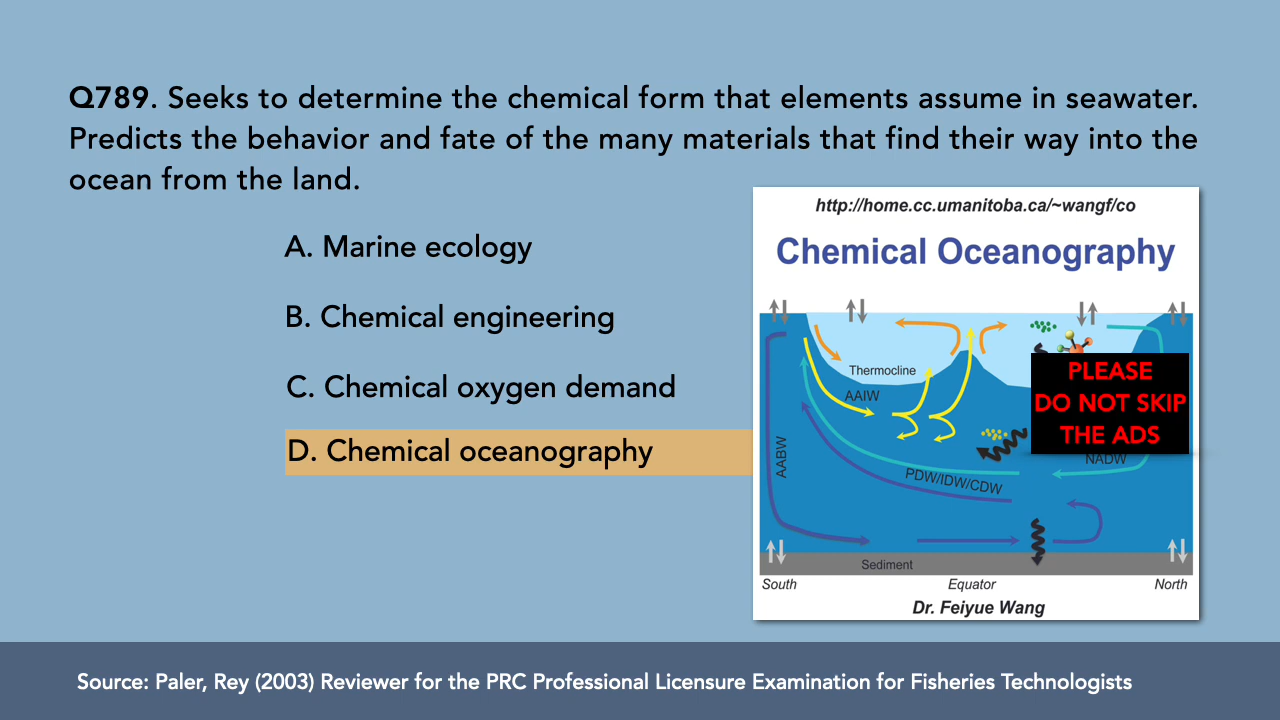 Q789. Seeks to determine the chemical form that elements assume in seawater.
Predicts the behavior and fate of the many materials that find their way into the
ocean from the land.
A. Marine ecology
B. Chemical engineering
C. Chemical oxygen demand
D. Chemical oceanography
http://home.cc.umanitoba.ca/~wangf/co
Chemical Oceanography
Thermocline
AAIW
PLEASE
DO NOT SKIP
THE ADS
AABW
NADW
PDW/IDW/CDW
Sediment
South
Equator
North
Dr. Feiyue Wang
Source: Paler, Rey (2003) Reviewer for the PRC Professional Licensure Examination for Fisheries Technologists